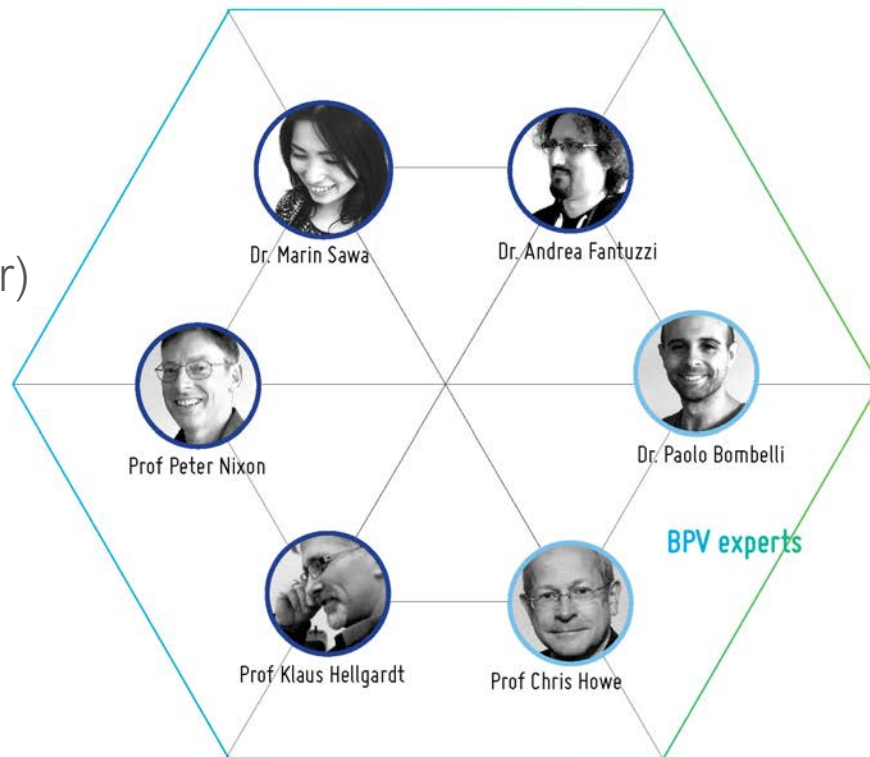 Dr. Marin Sawa
Dr. Andrea Fantuzzi
r)
Prof Peter Nixon
Dr. Paolo Bombelli
BPV experts
Prof Klaus Hellgardt
Prof Chris Howe